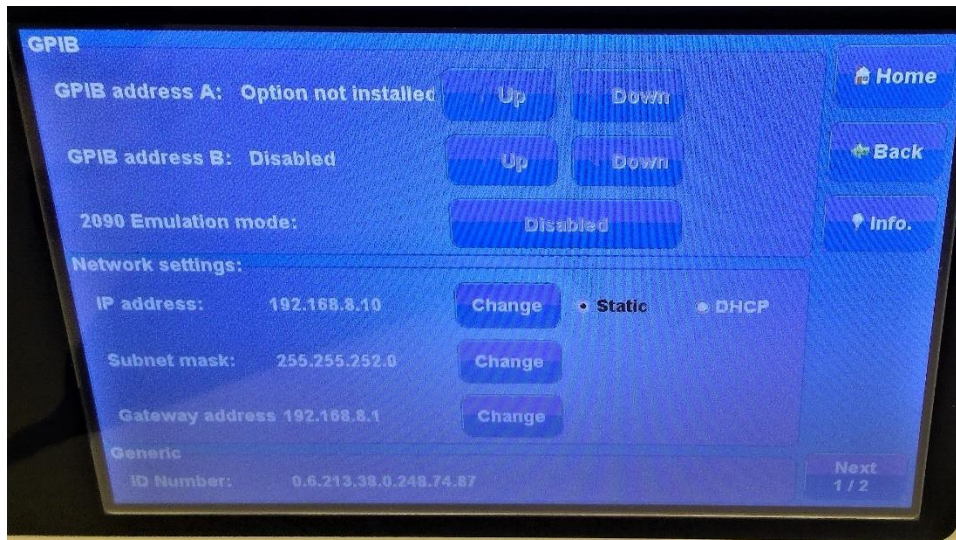 GPIB
GPIB address A: Option not installed Up Down
Home
GPIB address B: Disabled Up Down
Back
2090 Emulation mode: Disabled
Info.
Network settings:
IP address: 192.168.8.10 Change Static DHCP
Subnet mask: 255.255.252.0 Change
Gateway address 192.168.8.1 Change
Generic
ID Number: 0.6.213.38.0.248.74.87
Next
1 / 2